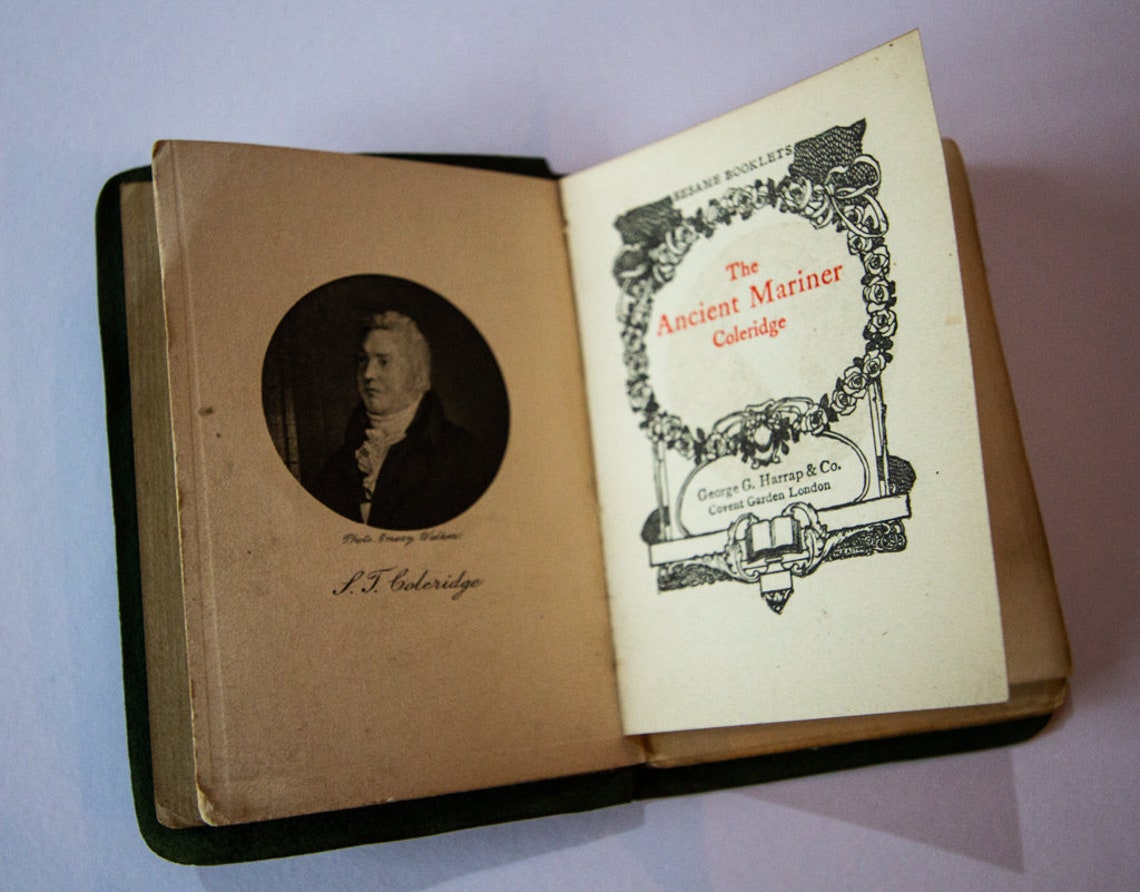 Photo. Emery Walker.
S. T. Coleridge
SESAME BOOKLETS
The
Ancient Mariner
Coleridge
George G. Harrap & Co.
Covent Garden London